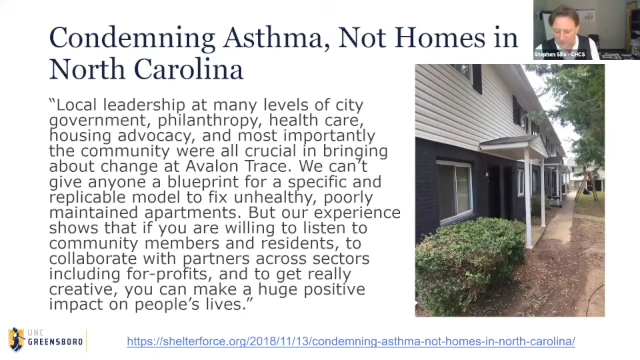 Condemning Asthma, Not Homes in
North Carolina
“Local leadership at many levels of city
government, philanthropy, health care,
housing advocacy, and most importantly
the community were all crucial in bringing
about change at Avalon Trace. We can’t
give anyone a blueprint for a specific and
replicable model to fix unhealthy, poorly
maintained apartments. But our experience
shows that if you are willing to listen to
community members and residents, to
collaborate with partners across sectors
including for-profits, and to get really
creative, you can make a huge positive
impact on people’s lives.”
UNC
GREENSBORO
https://shelterforce.org/2018/11/13/condemning-asthma-not-homes-in-north-carolina/